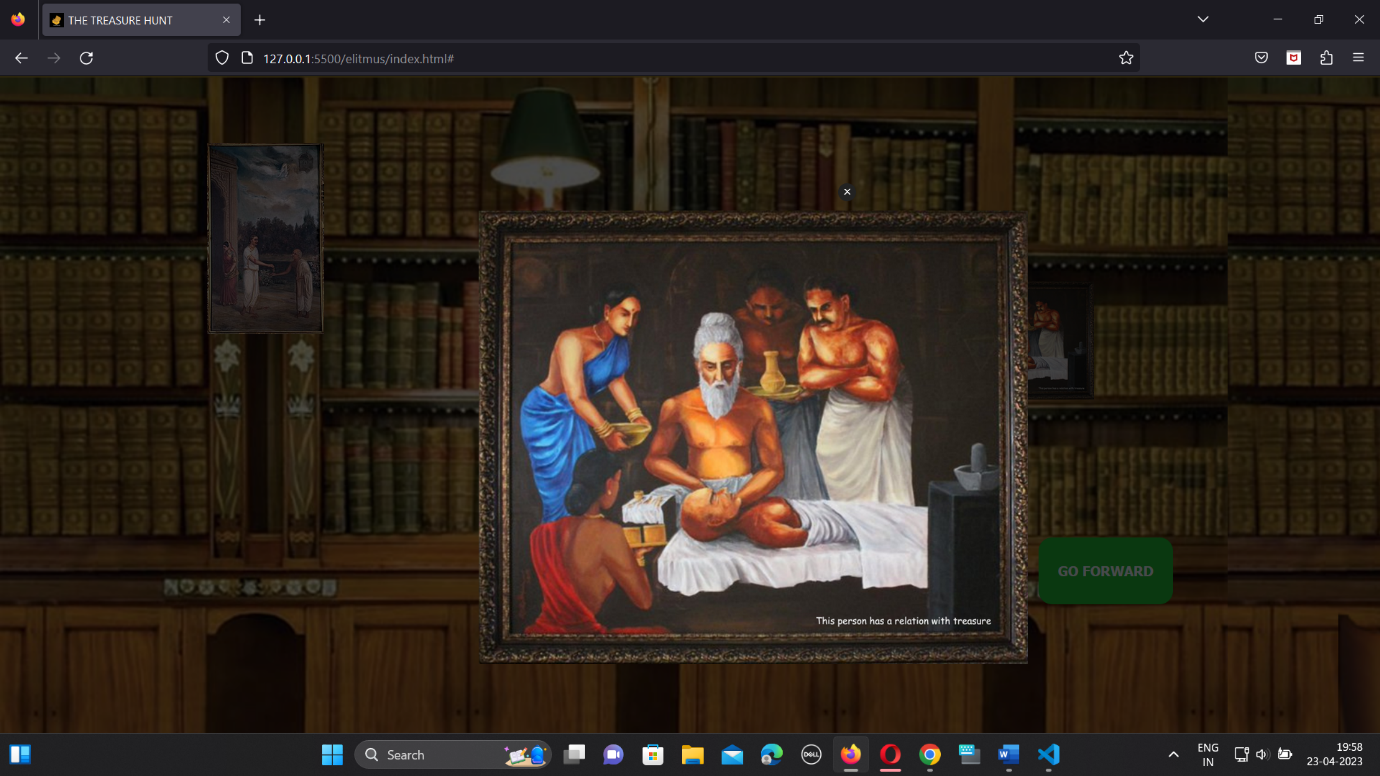 THE TREASURE HUNT
127.0.0.1:5500/elitmus/index.html#
This person has a relation with treasure
GO FORWARD
Search
DELL
ENG
IN
19:58
23-04-2023